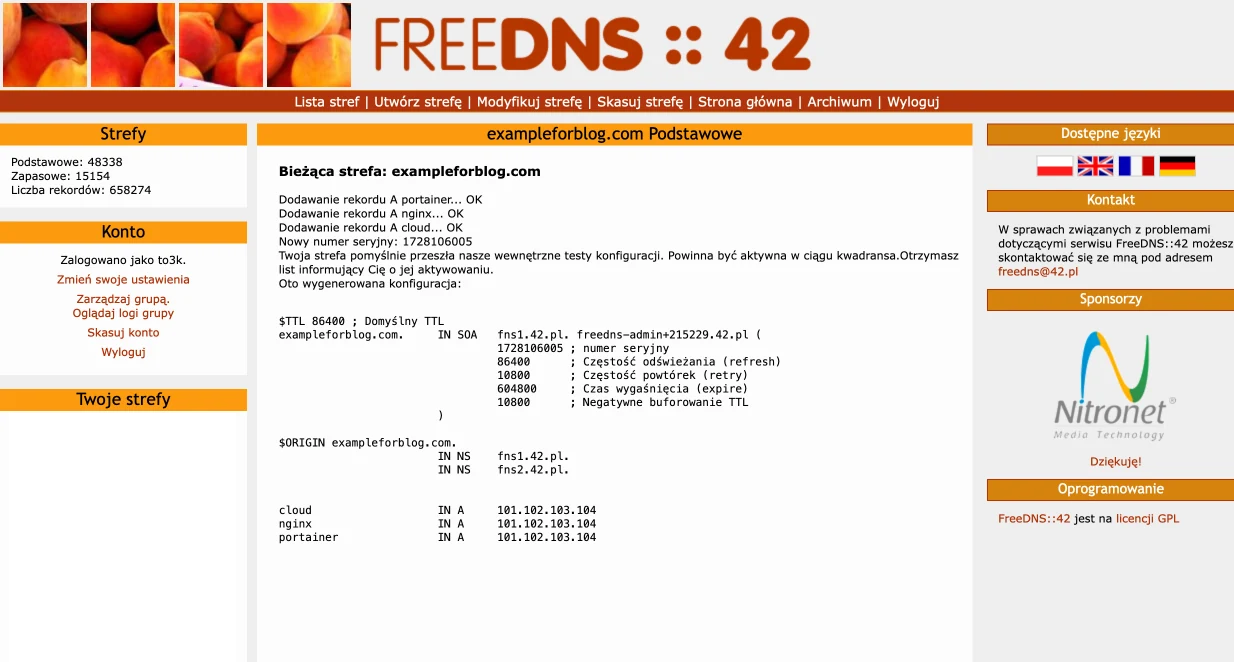 FREEDNS :: 42
Lista stref | Utwórz strefę | Modyfikuj strefę | Skasuj strefę | Strona główna | Archiwum | Wyloguj
Strefy
Podstawowe: 48338
Zapasowe: 15154
Liczba rekordów: 658274
Konto
Zalogowano jako to3k.
Zmień swoje ustawienia
Zarządzaj grupą.
Oglądaj logi grupy
Skasuj konto
Wyloguj
Twoje strefy
exampleforblog.com Podstawowe
Bieżąca strefa: exampleforblog.com
Dodawanie rekordu A portainer... OK
Dodawanie rekordu A nginx... OK
Dodawanie rekordu A cloud... OK
Nowy numer seryjny: 1728106005
Twoja strefa pomyślnie przeszła nasze wewnętrzne testy konfiguracji. Powinna być aktywna w ciągu kwadransa.Otrzymasz
list informujący Cię o jej aktywowaniu.
Oto wygenerowana konfiguracja:
$TTL 86400 ; Domyślny TTL
exampleforblog.com. IN SOA fns1.42.pl. freedns-admin+215229.42.pl (
1728106005 ; numer seryjny
86400 ; Częstość odświeżania (refresh)
10800 ; Częstość powtórek (retry)
604800 ; Czas wygaśnięcia (expire)
10800 ; Negatywne buforowanie TTL
)
$ORIGIN exampleforblog.com.
IN NS fns1.42.pl.
IN NS fns2.42.pl.
cloud IN A 101.102.103.104
nginx IN A 101.102.103.104
portainer IN A 101.102.103.104
Dostępne języki
Kontakt
W sprawach związanych z problemami
dotyczącymi serwisu FreeDNS::42 możesz
skontaktować się ze mną pod adresem
freedns@42.pl
Sponsorzy
Nitronet ®
Media Technology
Dziękuję!
Oprogramowanie
FreeDNS::42 jest na licencji GPL